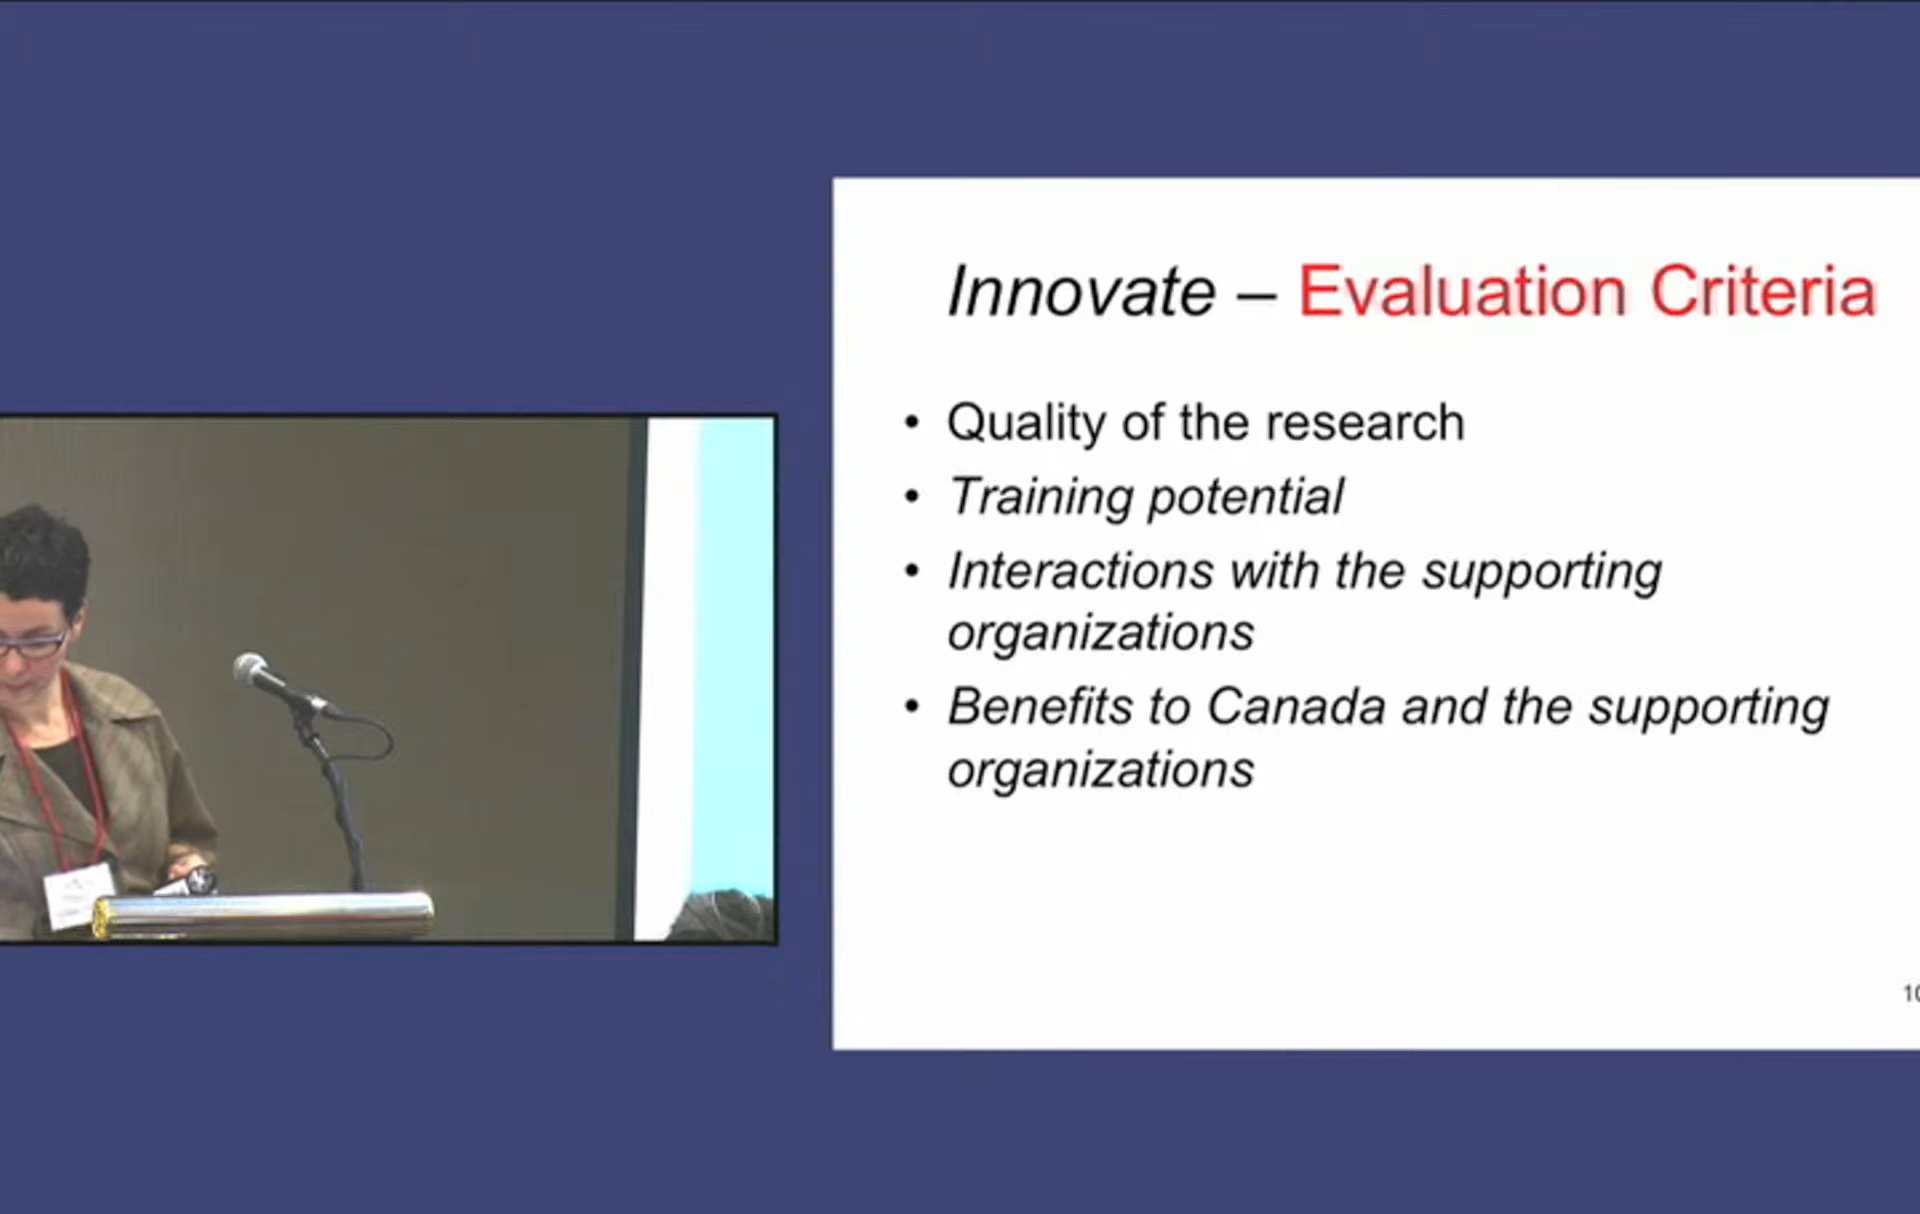 Innovate – Evaluation Criteria
• Quality of the research
• Training potential
• Interactions with the supporting
organizations
• Benefits to Canada and the supporting
organizations
10